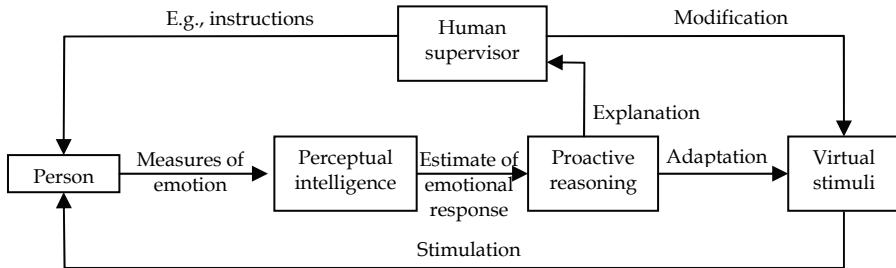 E.g., instructions
Human
supervisor
Modification
Explanation
Person
Measures of
emotion
Perceptual
intelligence
Estimate of
emotional
response
Proactive
reasoning
Adaptation
Virtual
stimuli
Stimulation